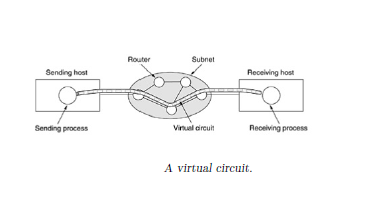 Router
Subnet
Sending host
Receiving host
Sending process
Virtual circuit
Receiving process
A virtual circuit.